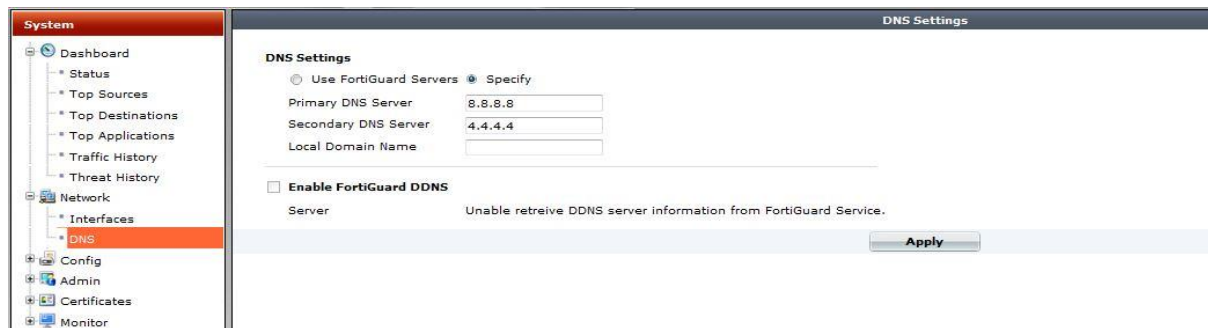 System
Dashboard
Status
Top Sources
Top Destinations
Top Applications
Traffic History
Threat History
Network
Interfaces
DNS
Config
Admin
Certificates
Monitor
DNS Settings
DNS Settings
Use FortiGuard Servers Specify
Primary DNS Server 8.8.8.8
Secondary DNS Server 4.4.4.4
Local Domain Name
Enable FortiGuard DDNS
Server Unable retreive DDNS server information from FortiGuard Service.
Apply